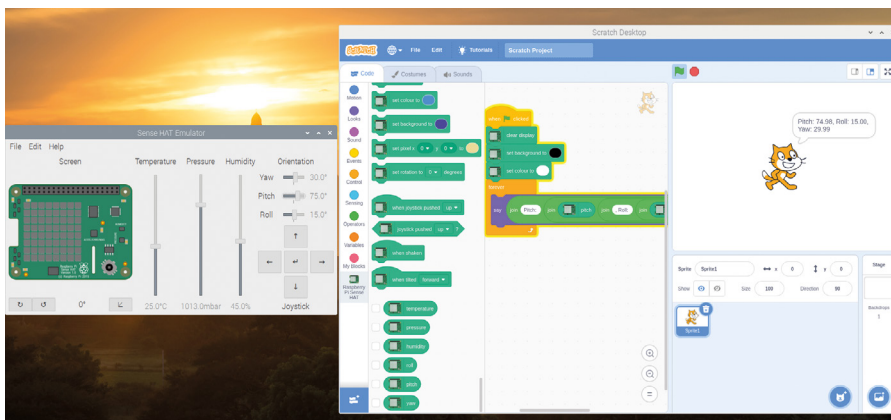 Scratch Desktop
SCRATCH
File Edit Tutorials Scratch Project
Code Costumes Sounds
Motion
Looks
Sound
Events
Control
Sensing
Operators
Variables
My Blocks
Raspberry Pi Sense HAT
set colour to
set background to
set pixel x 0 y 0 to
set rotation to 0 degrees
when joystick pushed up
joystick pushed up ?
when shaken
when tilted forward
temperature
pressure
humidity
roll
pitch
yaw
when clicked
clear display
set background to
set colour to
forever
say join Pitch: join pitch join , Roll: join
Pitch: 74.98, Roll: 15.00,
Yaw: 29.99
Sprite Sprite1 x 0 y 0
Show Size 100 Direction 90
Sprite1
Stage
Backdrops
1
Sense HAT Emulator
File Edit Help
Screen Temperature Pressure Humidity Orientation
Yaw 30.0°
Pitch 75.0°
Roll 15.0°
0° 25.0°C 1013.0mbar 45.0% Joystick